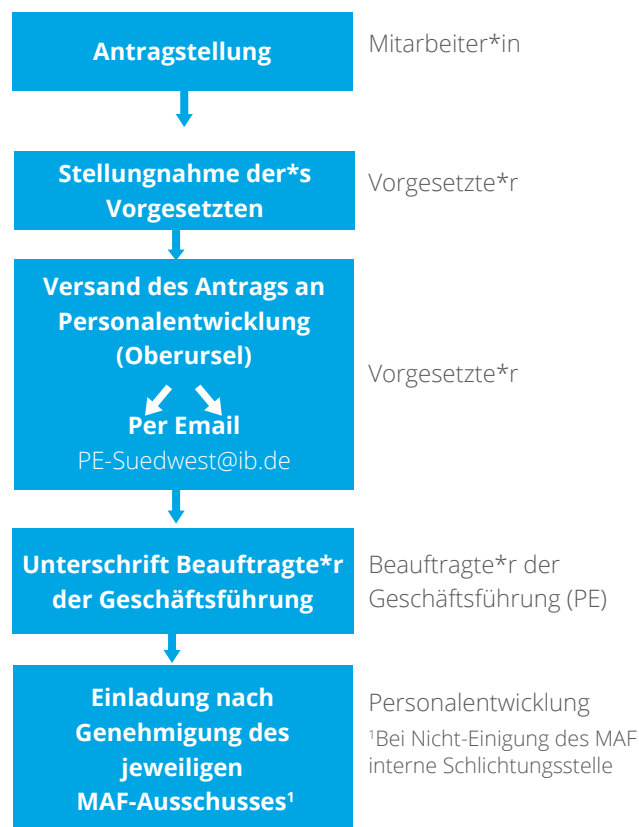 Antragstellung
Mitarbeiter*in
Stellungnahme der*s
Vorgesetzten
Vorgesetzte*r
Versand des Antrags an
Personalentwicklung
(Oberursel)
Per Email
PE-Suedwest@ib.de
Vorgesetzte*r
Unterschrift Beauftragte*r
der Geschäftsführung
Beauftragte*r der
Geschäftsführung (PE)
Einladung nach
Genehmigung des
jeweiligen
MAF-Ausschusses¹
Personalentwicklung
¹Bei Nicht-Einigung des MAF
interne Schlichtungsstelle